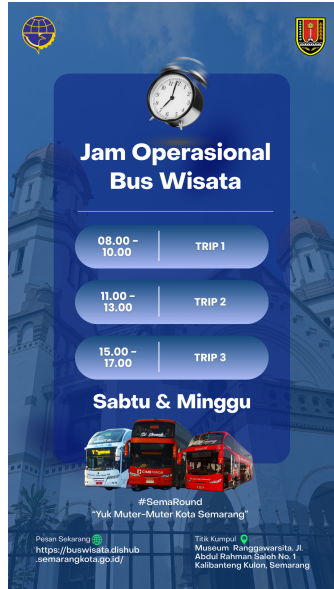 Jam Operasional
Bus Wisata
08.00 -
10.00
TRIP 1
11.00 -
13.00
TRIP 2
15.00 -
17.00
TRIP 3
Sabtu & Minggu
#SemaRound
“Yuk Muter-Muter Kota Semarang”
Pesan Sekarang
https://buswisata.dishub
.semarangkota.go.id/
Titik Kumpul
Museum Ranggawarsita. Jl.
Abdul Rahman Saleh No. 1
Kalibanteng Kulon, Semarang